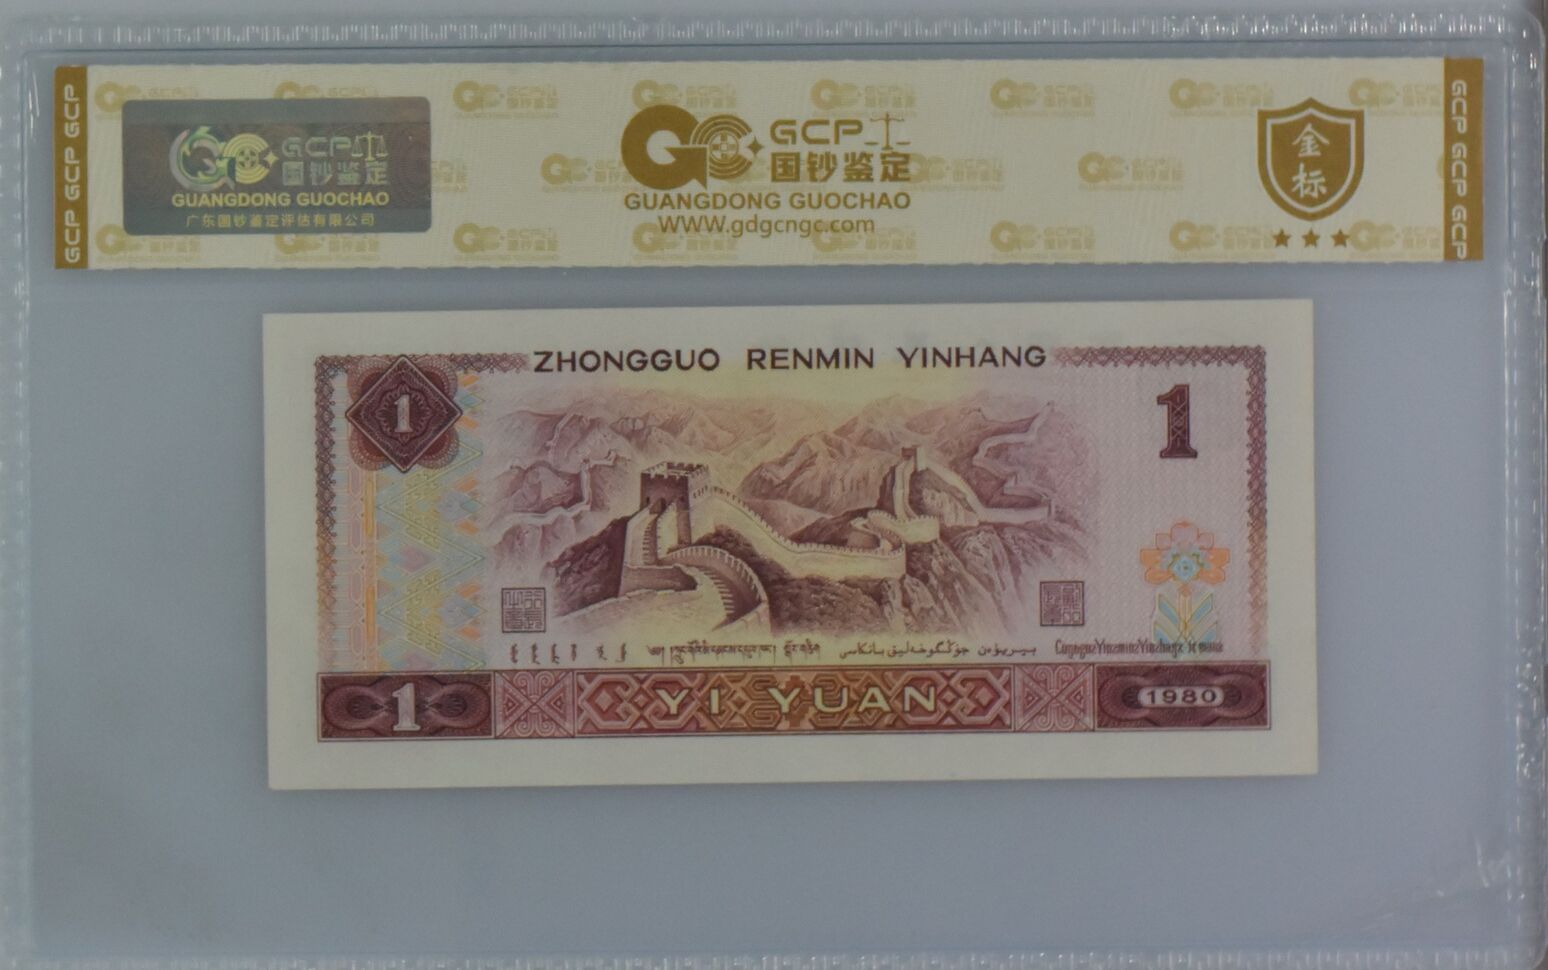 GCP GCP GCP
GCP
国钞鉴定
GUANGDONG GUOCHAO
广东国钞鉴定评估有限公司
GCP
国钞鉴定
GUANGDONG GUOCHAO
WWW.gdgcngc.com
金标
GCP GCP GCP
ZHONGGUO RENMIN YINHANG
1
1
1
YI YUAN
1980